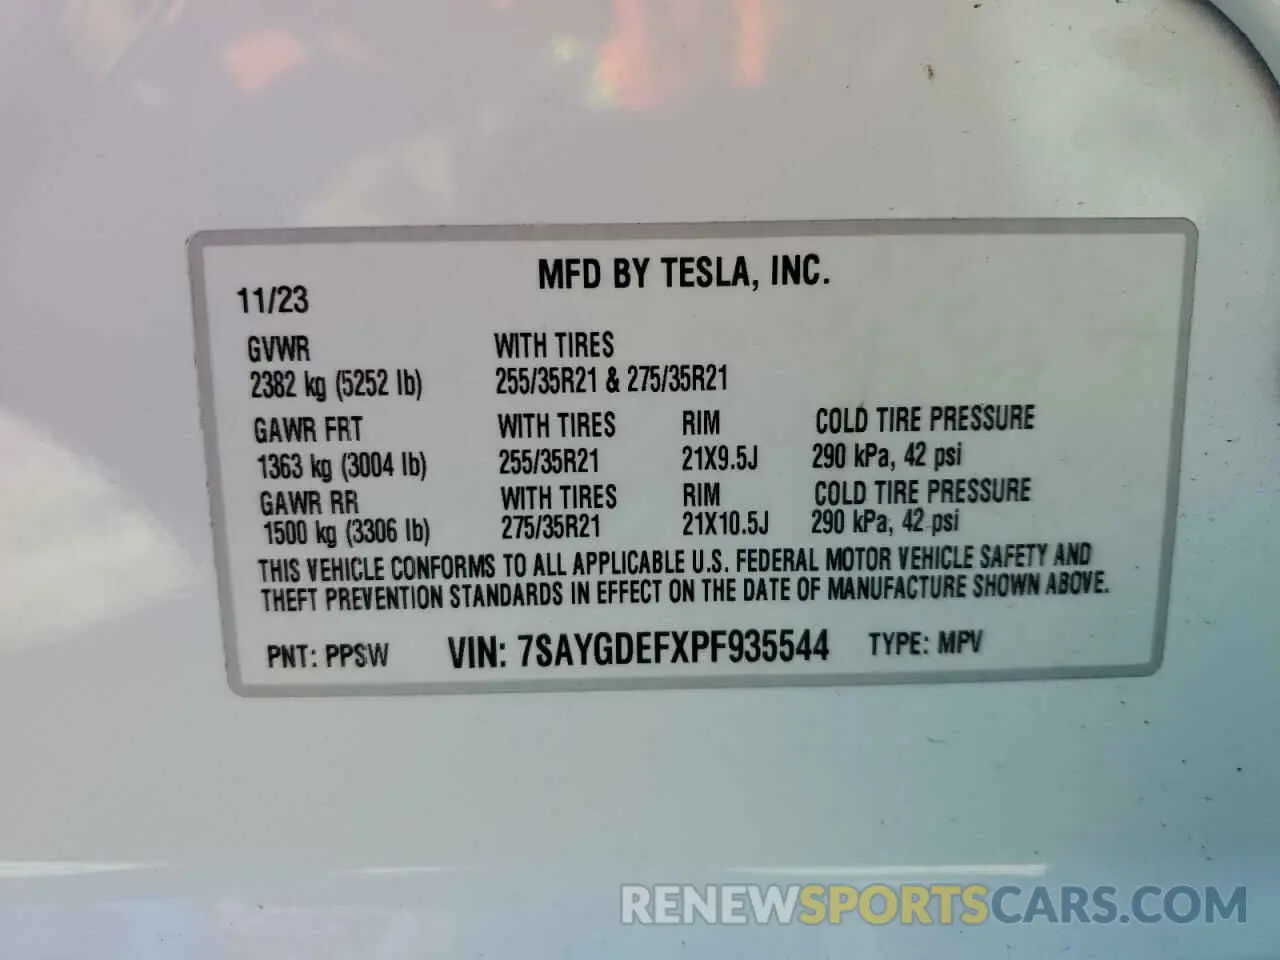 MFD BY TESLA, INC.
11/23
GVWR WITH TIRES
2382 kg (5252 lb) 255/35R21 & 275/35R21
GAWR FRT WITH TIRES RIM COLD TIRE PRESSURE
1363 kg (3004 lb) 255/35R21 21X9.5J 290 kPa, 42 psi
GAWR RR WITH TIRES RIM COLD TIRE PRESSURE
1500 kg (3306 lb) 275/35R21 21X10.5J 290 kPa, 42 psi
THIS VEHICLE CONFORMS TO ALL APPLICABLE U.S. FEDERAL MOTOR VEHICLE SAFETY AND
THEFT PREVENTION STANDARDS IN EFFECT ON THE DATE OF MANUFACTURE SHOWN ABOVE.
PNT: PPSW VIN: 7SAYGDEFXPF935544 TYPE: MPV
RENEWSPORTSCARS.COM